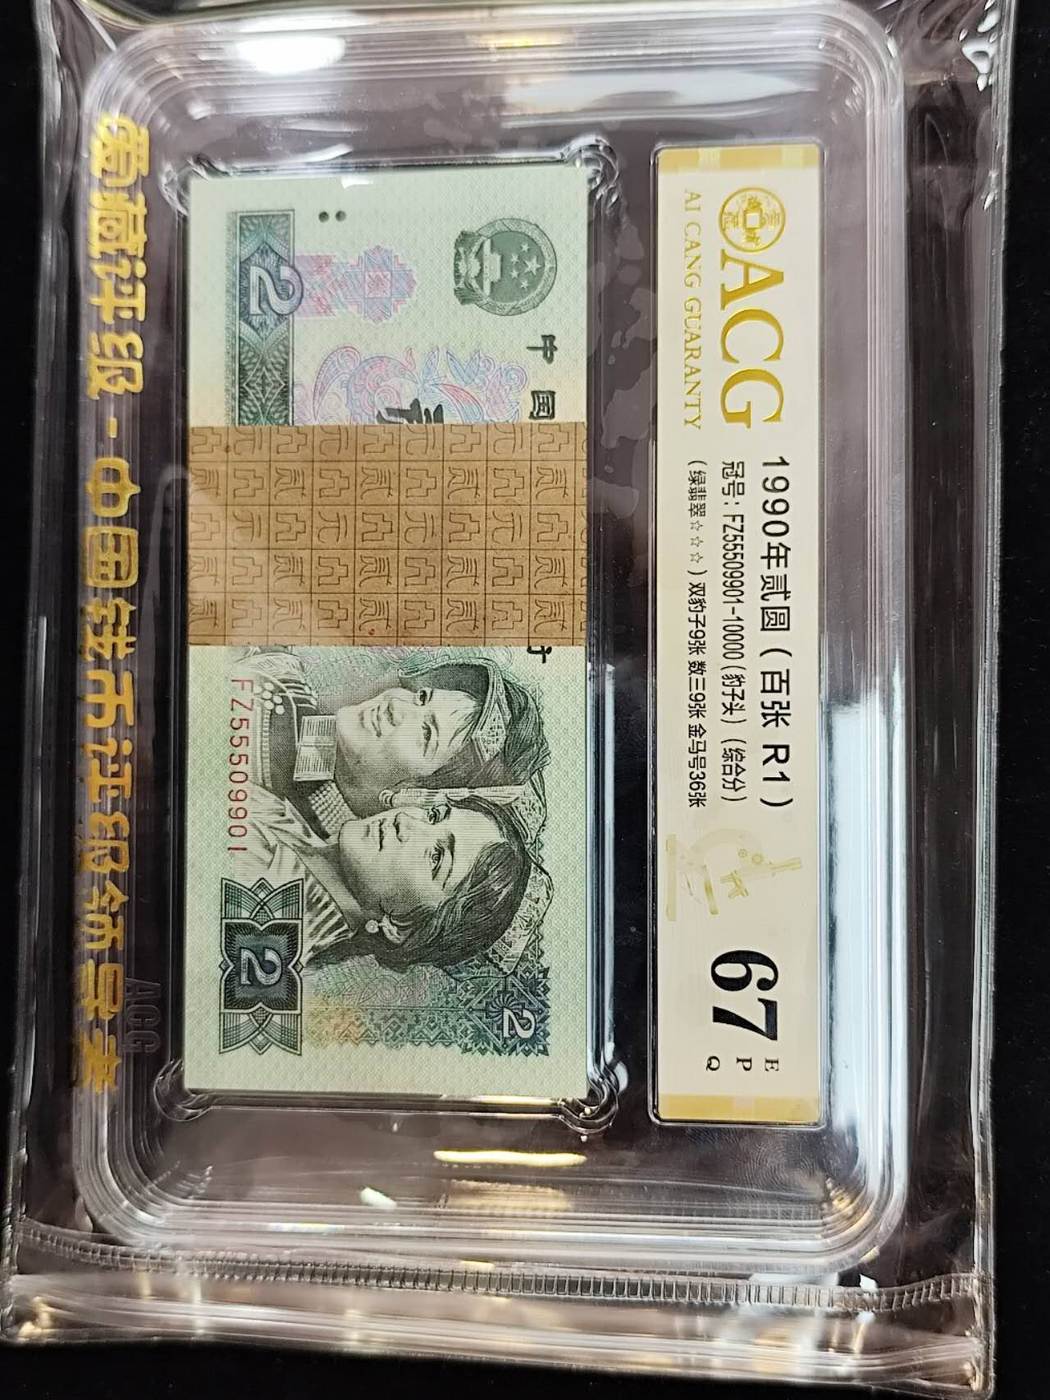 ACG
AI CANG GUARANTY
1990年贰圆（百张 R1）
冠号：FZ55509901-10000（豹子头）（综合分）
（绿翡翠☆☆☆）双豹子9张 数三9张 金马号36张
67
E
P
Q
中国
2
FZ55509901
2
2
爱藏评级-中国钱币评级领导者
ACG